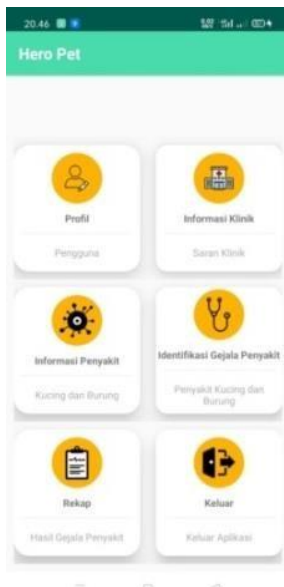 20.46
Hero Pet
Profil
Pengguna
Informasi Klinik
Saran Klinik
Informasi Penyakit
Kucing dan Burung
Identifikasi Gejala Penyakit
Penyakit Kucing dan
Burung
Rekap
Hasil Gejala Penyakit
Keluar
Keluar Aplikasi